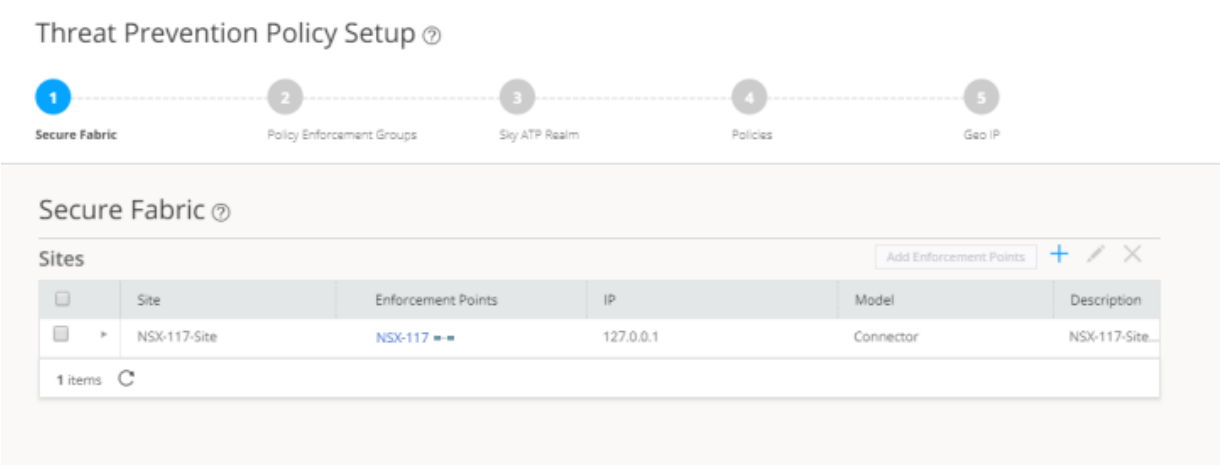 Threat Prevention Policy Setup ?
1 2 3 4 5
Secure Fabric Policy Enforcement Groups Sky ATP Realm Policies Geo IP
Secure Fabric ?
Sites Add Enforcement Points
Site Enforcement Points IP Model Description
NSX-117-Site NSX-117 127.0.0.1 Connector NSX-117-Site...
1 items